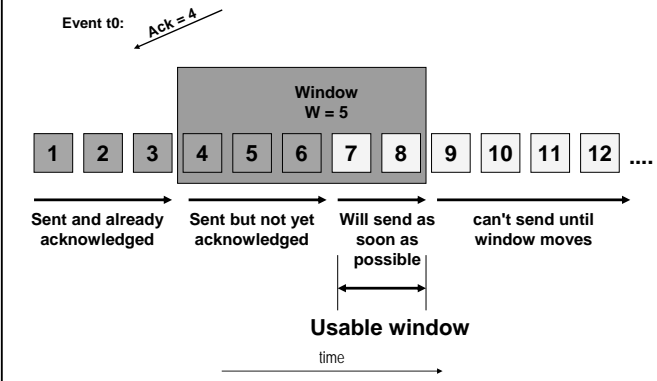 Event t0:
Ack = 4
Window
W = 5
1 2 3 4 5 6 7 8 9 10 11 12 ....
Sent and already
acknowledged
Sent but not yet
acknowledged
Will send as
soon as
possible
can't send until
window moves
Usable window
time